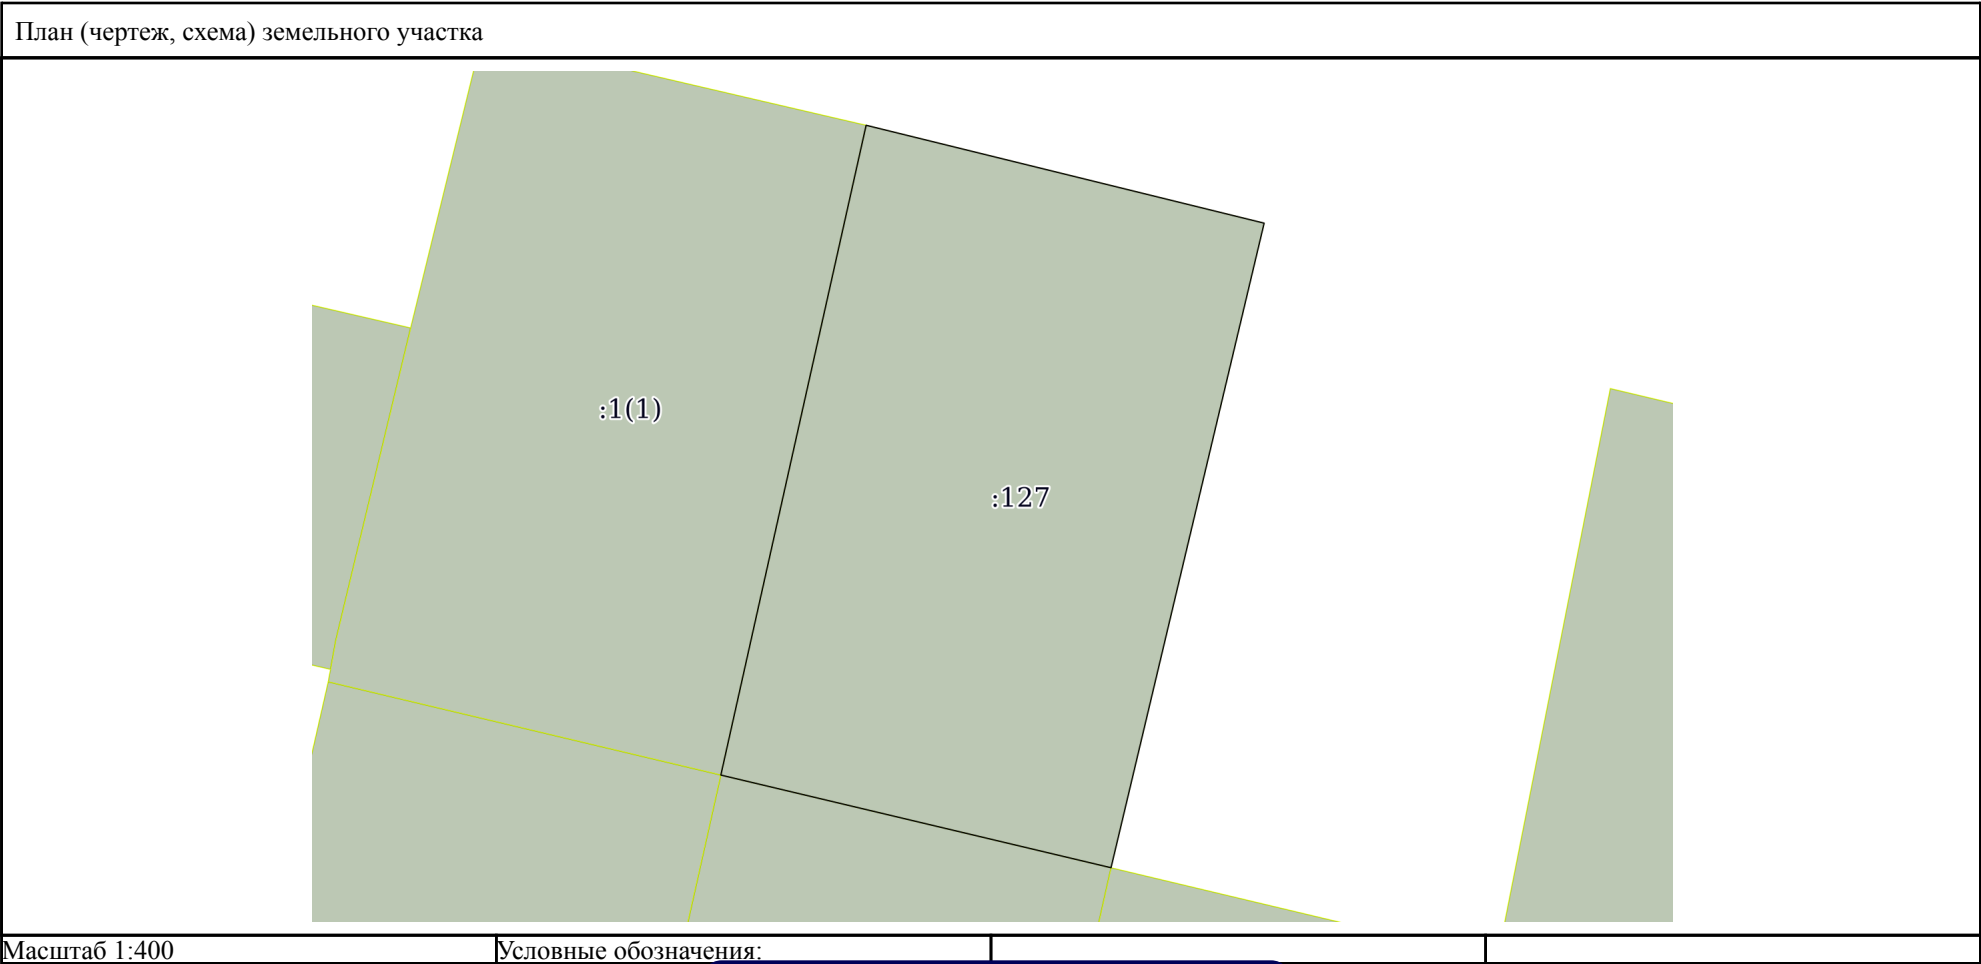 План (чертеж, схема) земельного участка
:1(1)
:127
Масштаб 1:400
Условные обозначения: